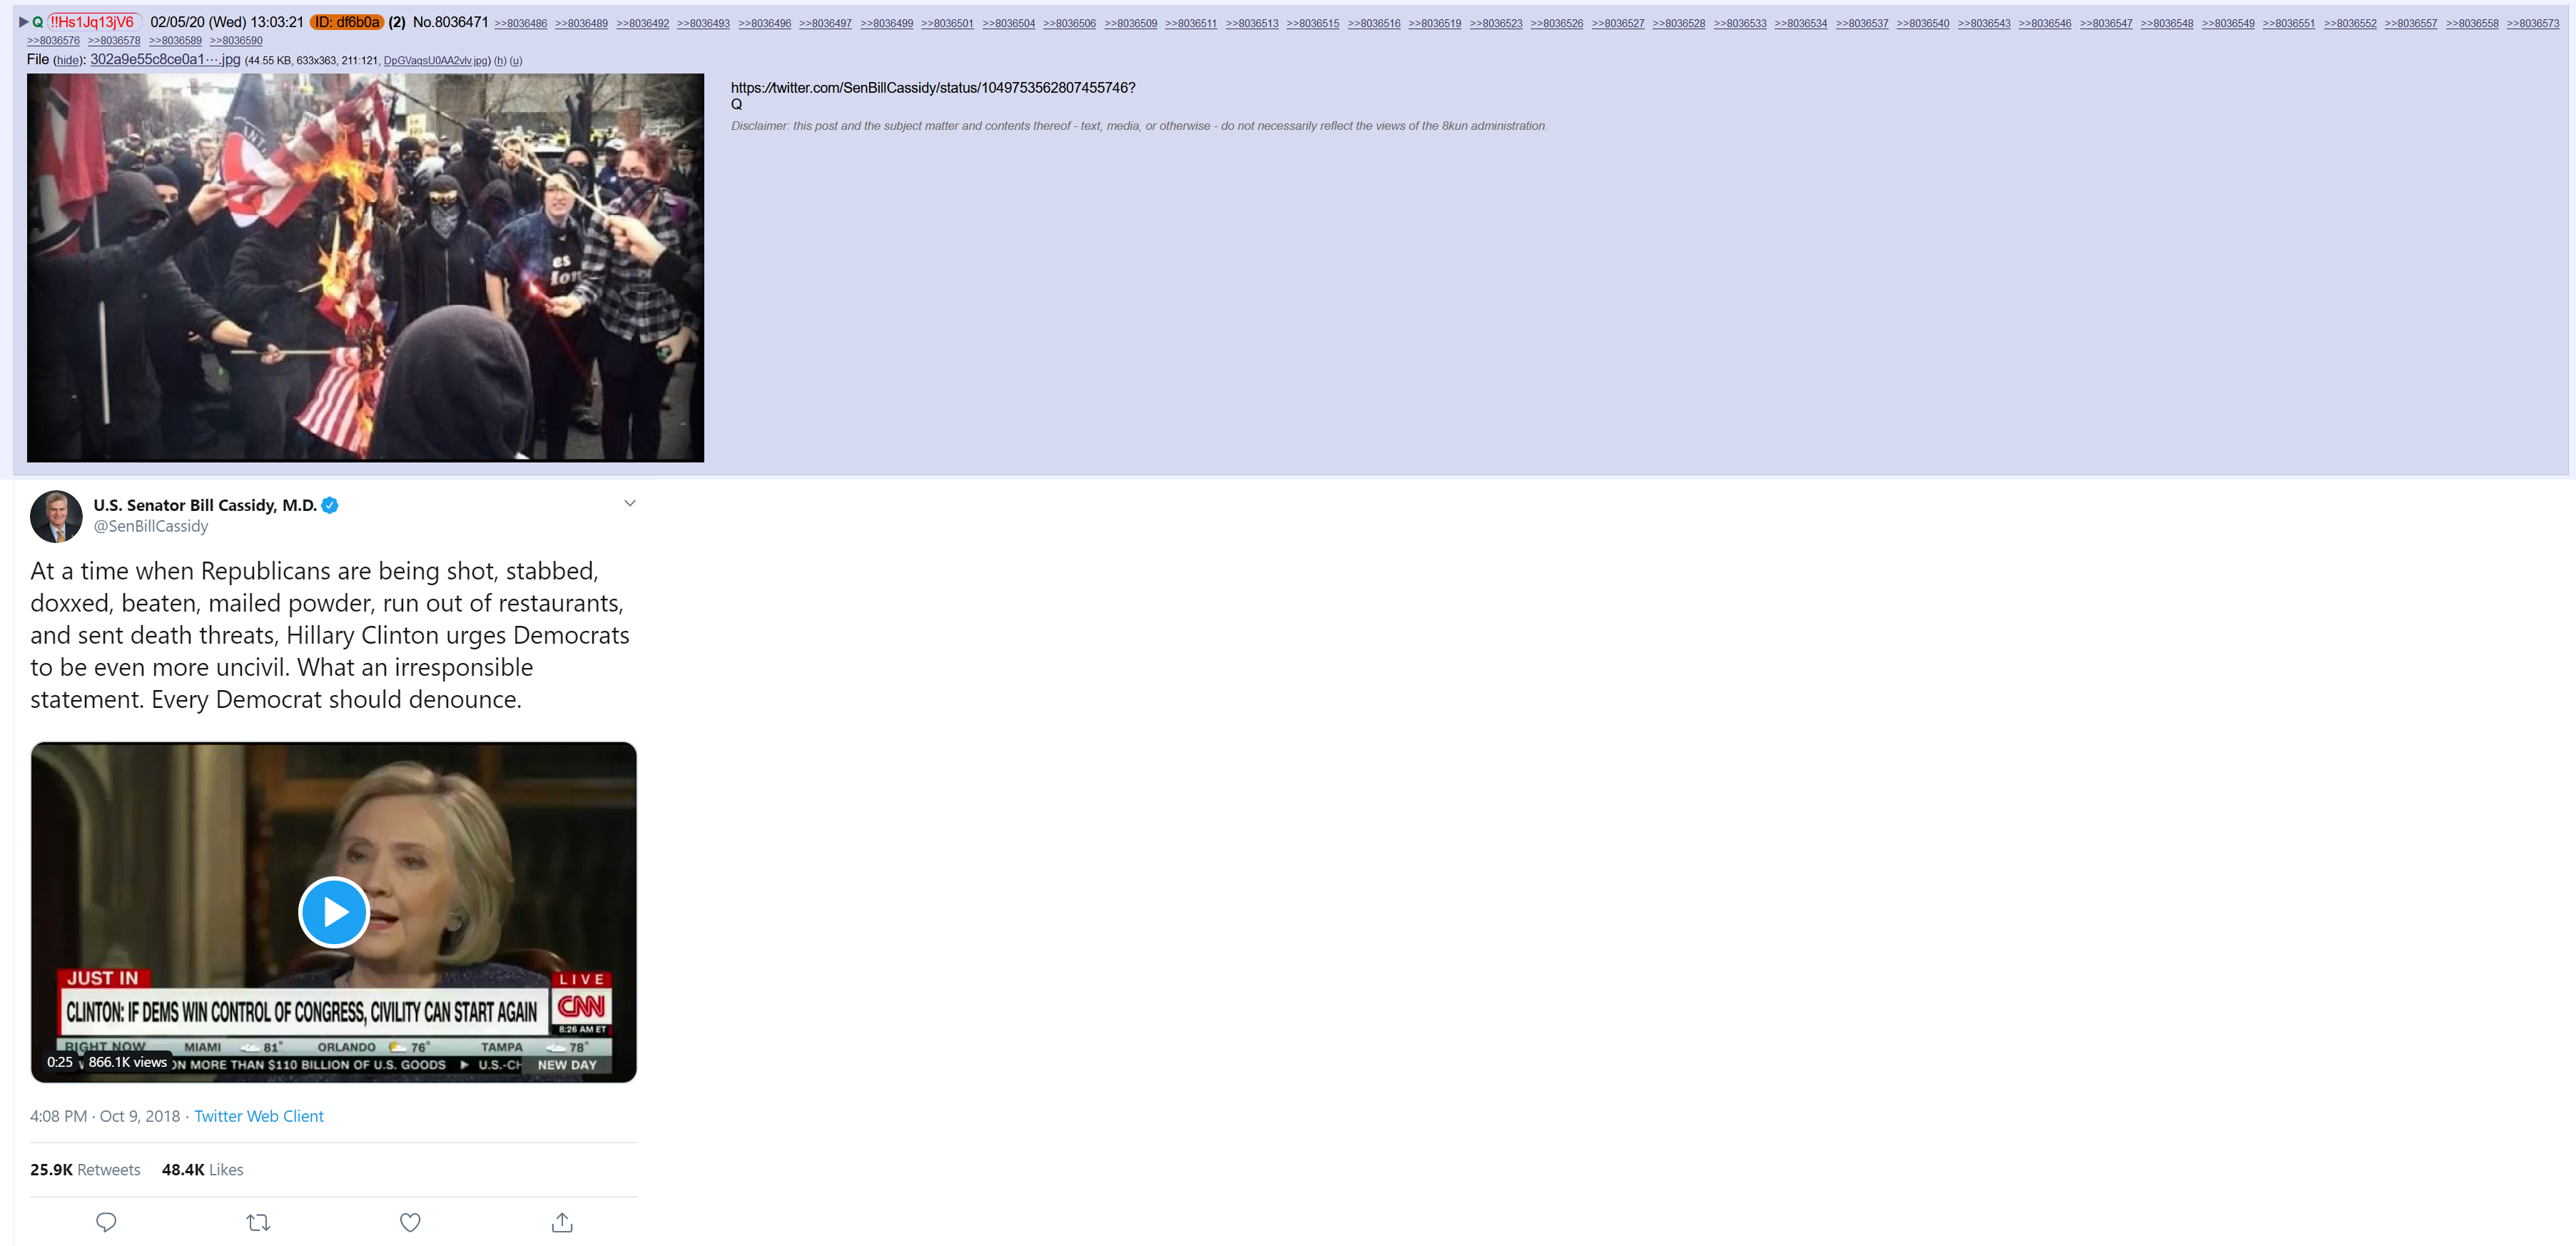 ▶ Q !!Hs1Jq13jV6 02/05/20 (Wed) 13:03:21 ID: df6b0a (2) No.8036471 >>8036486 >>8036489 >>8036492 >>8036493 >>8036496 >>8036497 >>8036499 >>8036501 >>8036504 >>8036506 >>8036509 >>8036511 >>8036513 >>8036515 >>8036516 >>8036519 >>8036523 >>8036526 >>8036527 >>8036528 >>8036533 >>8036534 >>8036537 >>8036540 >>8036543 >>8036546 >>8036547 >>8036548 >>8036549 >>8036551 >>8036552 >>8036557 >>8036558 >>8036573
>>8036576 >>8036578 >>8036589 >>8036590
File (hide): 302a9e55c8ce0a1⋯.jpg (44.55 KB, 633x363, 211:121, DpGVaqsU0AA2vlv.jpg) (h) (u)
https://twitter.com/SenBillCassidy/status/1049753562807455746?
Q
Disclaimer: this post and the subject matter and contents thereof - text, media, or otherwise - do not necessarily reflect the views of the 8kun administration.
U.S. Senator Bill Cassidy, M.D.
@SenBillCassidy
At a time when Republicans are being shot, stabbed,
doxxed, beaten, mailed powder, run out of restaurants,
and sent death threats, Hillary Clinton urges Democrats
to be even more uncivil. What an irresponsible
statement. Every Democrat should denounce.
JUST IN
LIVE
CLINTON: IF DEMS WIN CONTROL OF CONGRESS, CIVILITY CAN START AGAIN
CNN
8:26 AM ET
RIGHT NOW MIAMI 81° ORLANDO 76° TAMPA 78°
0:25 866.1K views ON MORE THAN $110 BILLION OF U.S. GOODS ▶ U.S.-CH NEW DAY
4:08 PM · Oct 9, 2018 · Twitter Web Client
25.9K Retweets 48.4K Likes